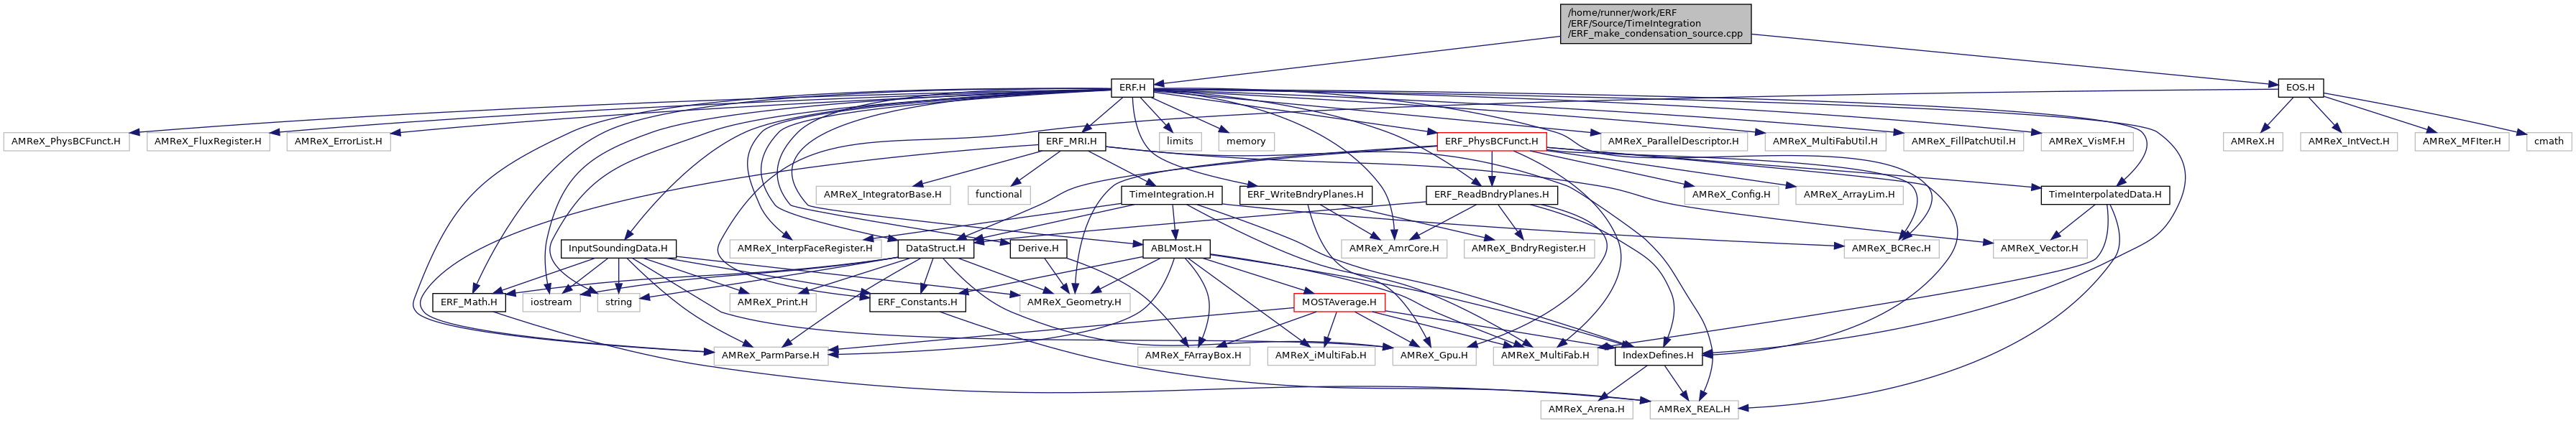 /home/runner/work/ERF
/ERF/Source/TimeIntegration
/ERF_make_condensation_source.cpp
ERF.H
EOS.H
AMReX_PhysBCFunct.H
AMReX_FluxRegister.H
AMReX_ErrorList.H
ERF_MRI.H
limits
memory
ERF_PhysBCFunct.H
AMReX_ParallelDescriptor.H
AMReX_MultiFabUtil.H
AMReX_FillPatchUtil.H
AMReX_VisMF.H
AMReX.H
AMReX_IntVect.H
AMReX_MFIter.H
cmath
AMReX_IntegratorBase.H
functional
TimeIntegration.H
ERF_WriteBndryPlanes.H
ERF_ReadBndryPlanes.H
AMReX_Config.H
AMReX_ArrayLim.H
TimeInterpolatedData.H
InputSoundingData.H
AMReX_InterpFaceRegister.H
DataStruct.H
Derive.H
ABLMost.H
AMReX_AmrCore.H
AMReX_BndryRegister.H
AMReX_BCRec.H
AMReX_Vector.H
ERF_Math.H
iostream
string
AMReX_Print.H
ERF_Constants.H
AMReX_Geometry.H
MOSTAverage.H
AMReX_ParmParse.H
AMReX_FArrayBox.H
AMReX_iMultiFab.H
AMReX_Gpu.H
AMReX_MultiFab.H
IndexDefines.H
AMReX_Arena.H
AMReX_REAL.H